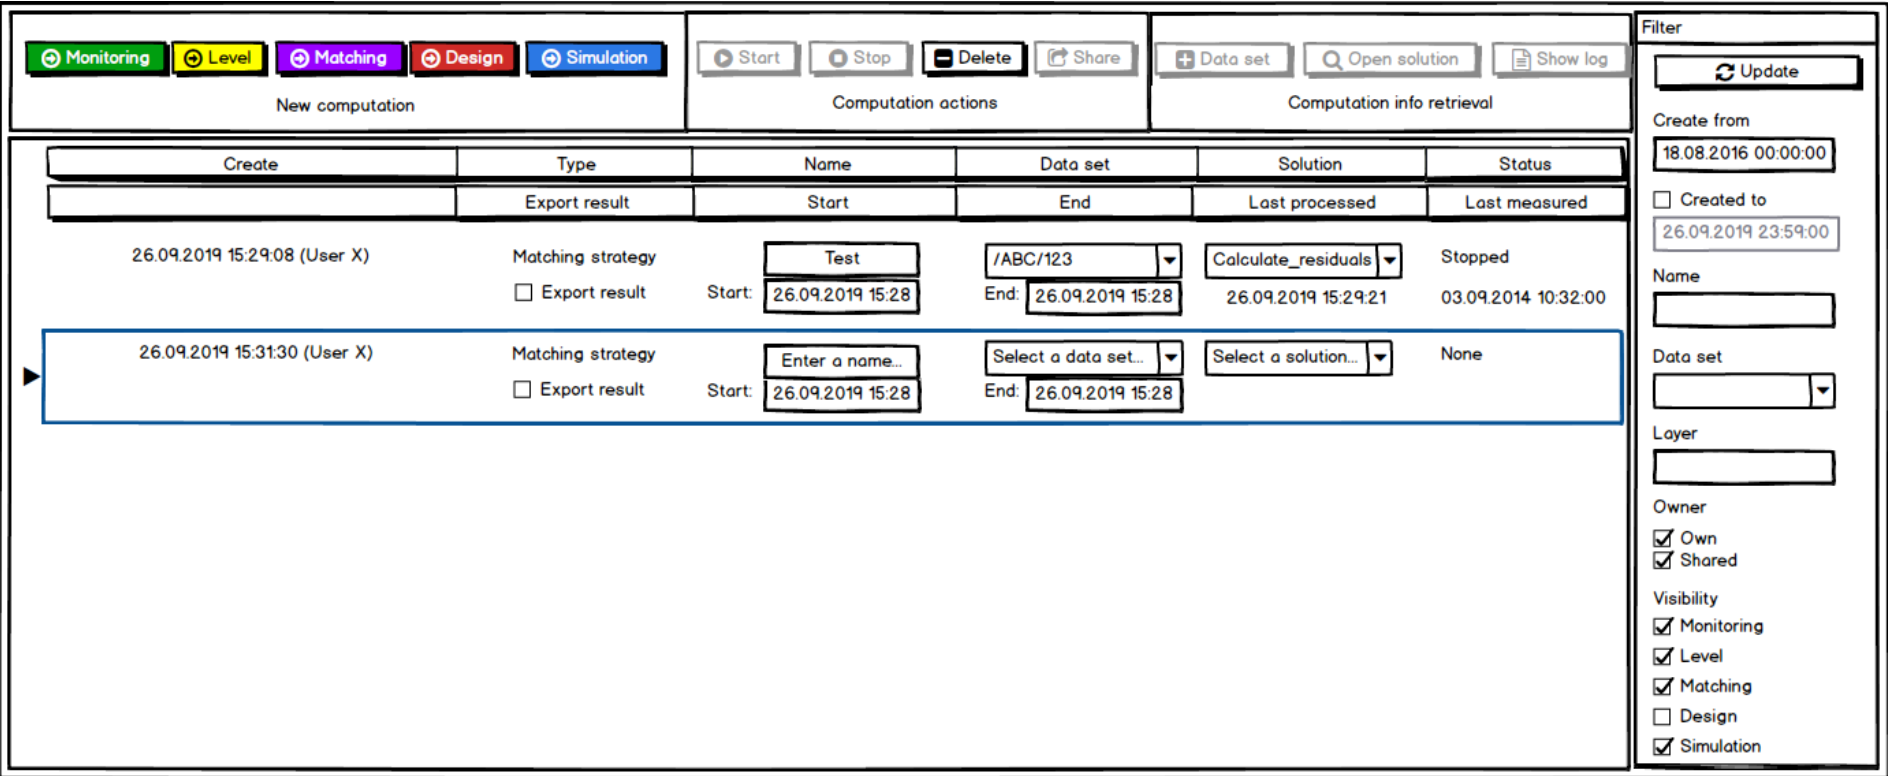 Monitoring Level Matching Design Simulation
New computation
Start Stop Delete Share
Computation actions
Data set Open solution Show log
Computation info retrieval
Create Type Name Data set Solution Status
Export result Start End Last processed Last measured
26.09.2019 15:29:08 (User X) Matching strategy Test /ABC/123 Calculate_residuals Stopped
Export result Start: 26.09.2019 15:28 End: 26.09.2019 15:28 26.09.2019 15:29:21 03.09.2014 10:32:00
26.09.2019 15:31:30 (User X) Matching strategy Enter a name... Select a data set... Select a solution... None
Export result Start: 26.09.2019 15:28 End: 26.09.2019 15:28
Filter
Update
Create from
18.08.2016 00:00:00
Created to
26.09.2019 23:59:00
Name
Data set
Layer
Owner
Own
Shared
Visibility
Monitoring
Level
Matching
Design
Simulation